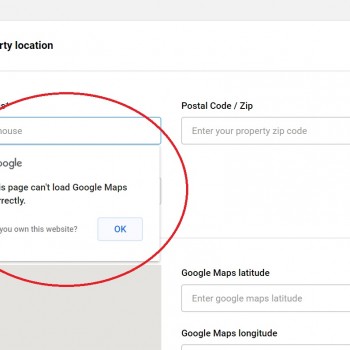 rty location
Postal Code / Zip
house
Enter your property zip code
oogle
is page can't load Google Maps
rrectly.
you own this website?
OK
Google Maps latitude
Enter google maps latitude
Google Maps longitude